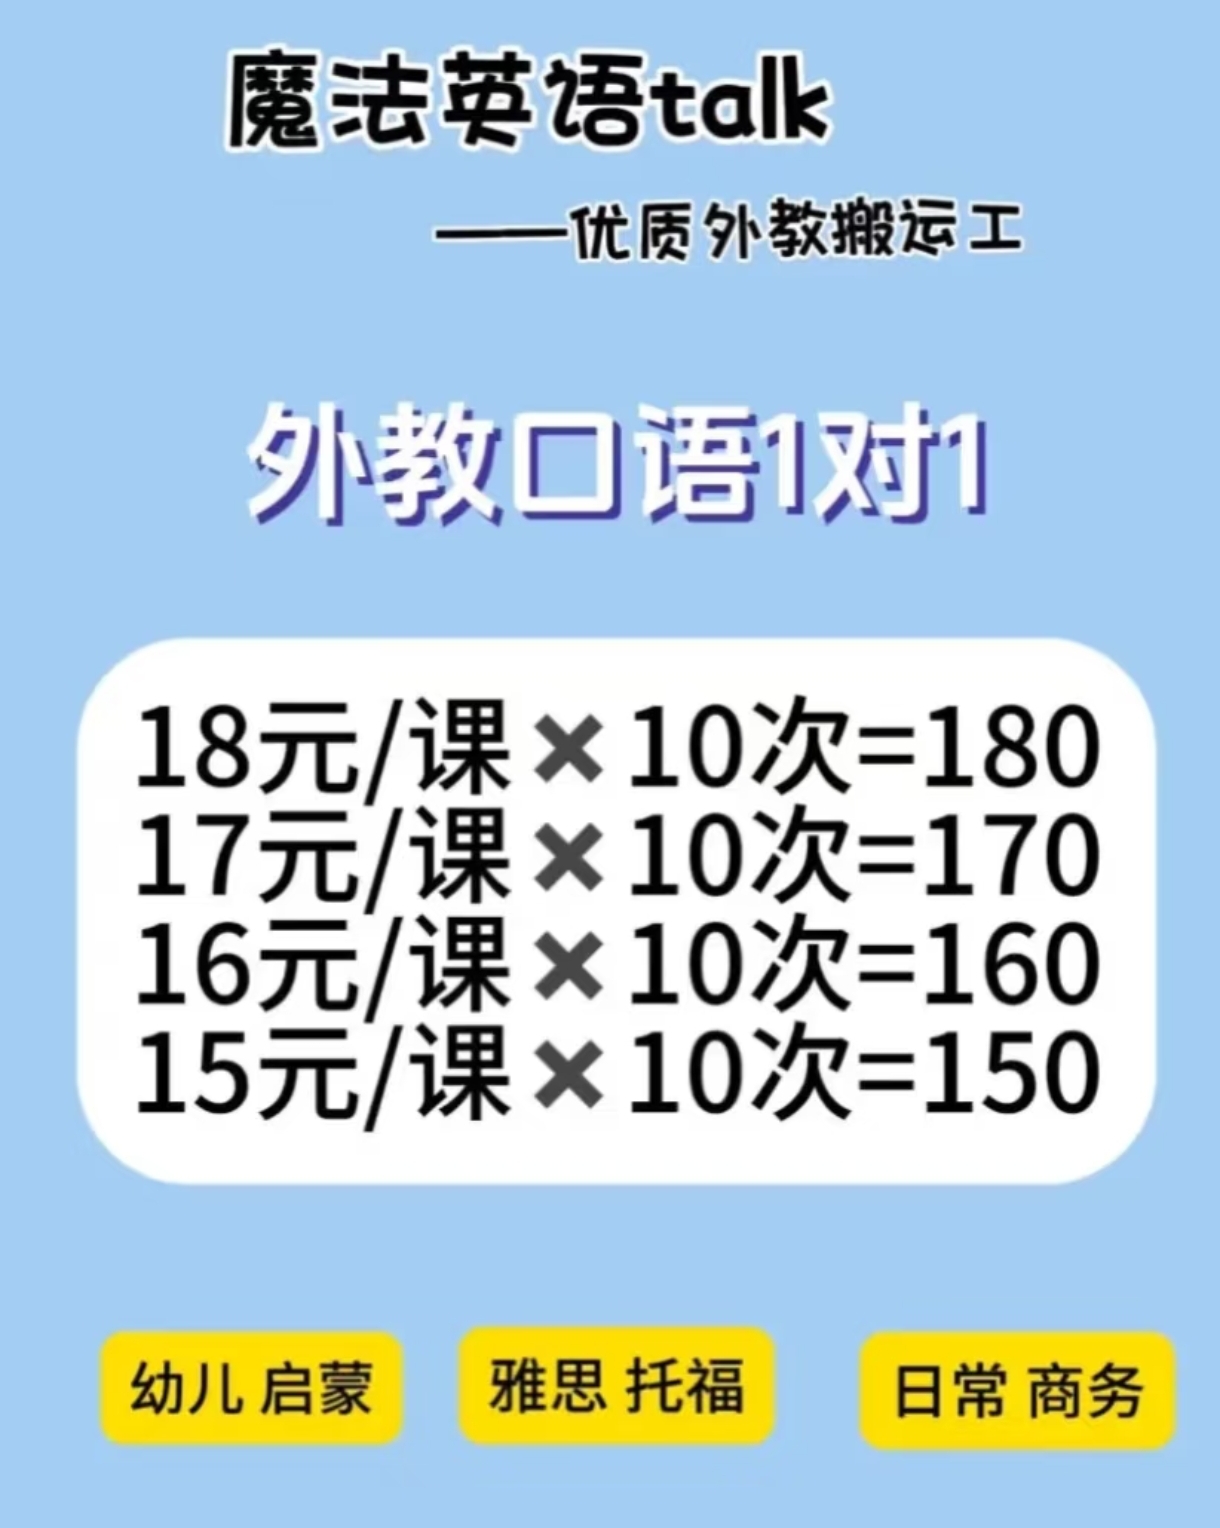 魔法英语talk
——优质外教搬运工
外教口语1对1
18元/课✖10次=180
17元/课✖10次=170
16元/课✖10次=160
15元/课✖10次=150
幼儿 启蒙
雅思 托福
日常 商务